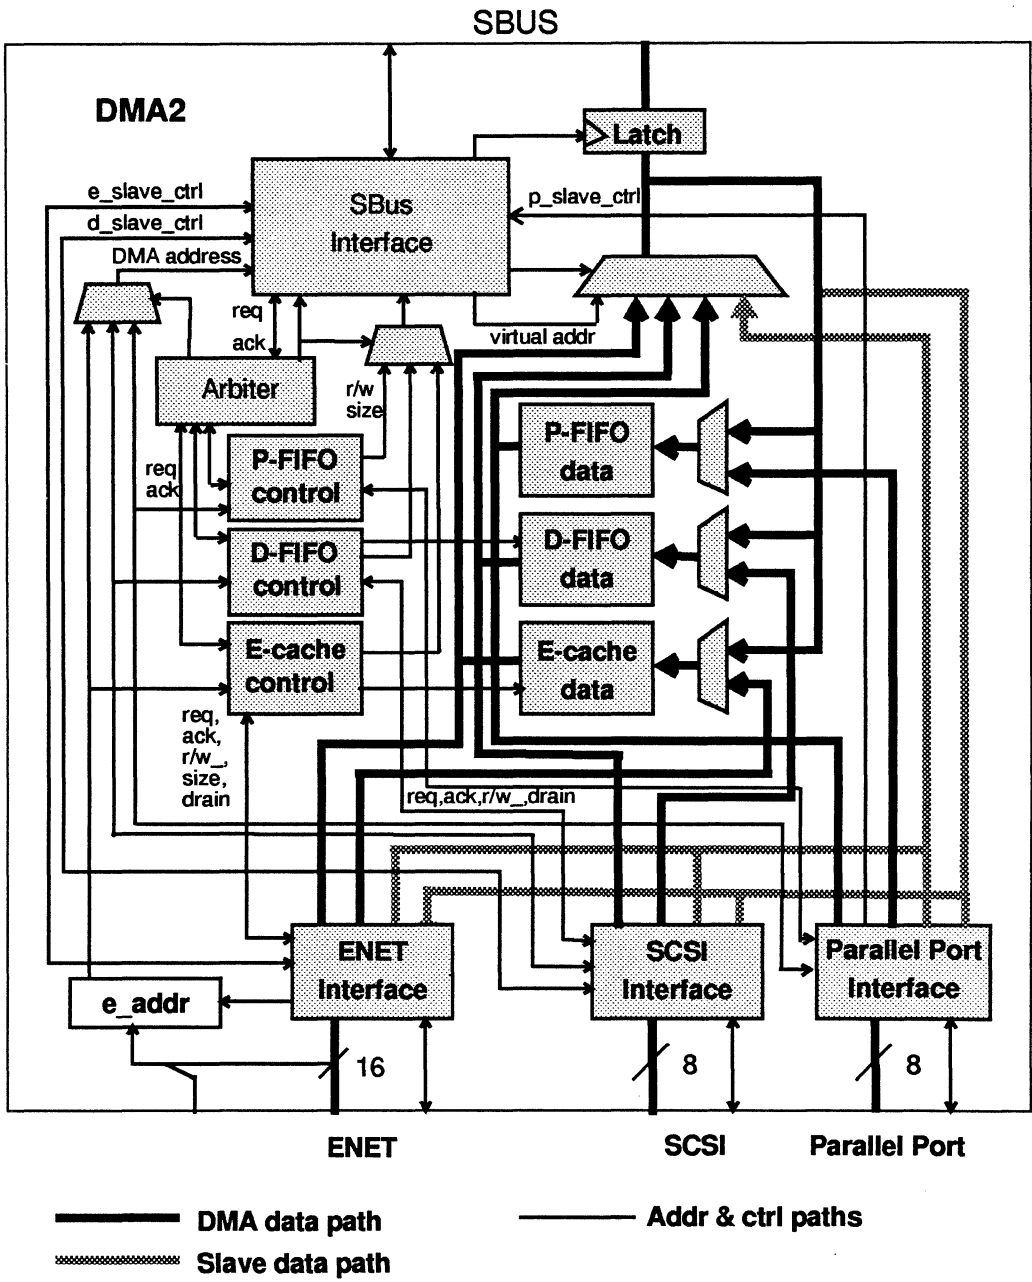 SBUS
DMA2
Latch
e_slave_ctrl
d_slave_ctrl
DMA address
SBus
Interface
p_slave_ctrl
req
ack
virtual addr
Arbiter
r/w
size
req
ack
P-FIFO
control
P-FIFO
data
D-FIFO
control
D-FIFO
data
E-cache
control
E-cache
data
req,
ack,
r/w_,
size,
drain
req,ack,r/w_,drain
ENET
Interface
SCSI
Interface
Parallel Port
Interface
e_addr
16
8
8
ENET
SCSI
Parallel Port
DMA data path
Addr & ctrl paths
Slave data path